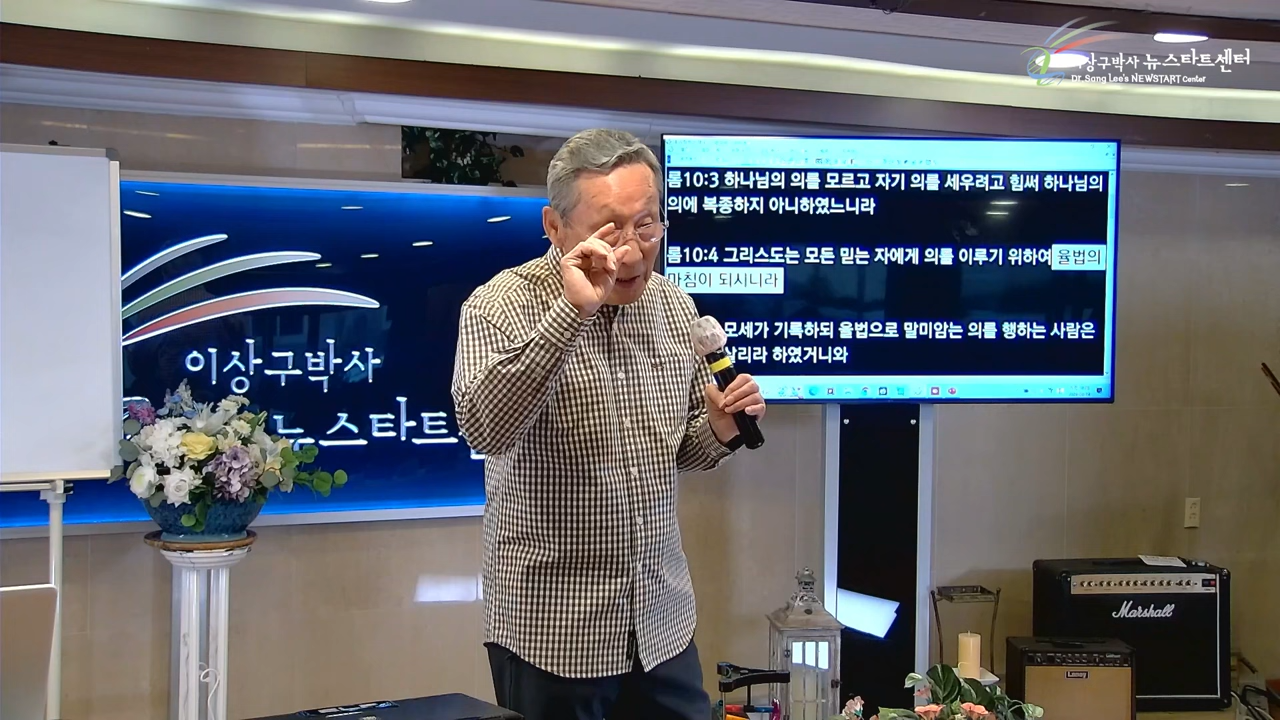 이상구박사 뉴스타트센터
Dr. Sang Lee's NEWSTART Center
롬10:3 하나님의 의를 모르고 자기 의를 세우려고 힘써 하나님의
의에 복종하지 아니하였느니라
롬10:4 그리스도는 모든 믿는 자에게 의를 이루기 위하여 율법의
마침이 되시니라
모세가 기록하되 율법으로 말미암는 의를 행하는 사람은
살리라 하였거니와
이상구박사
뉴스타트
Marshall
Laney